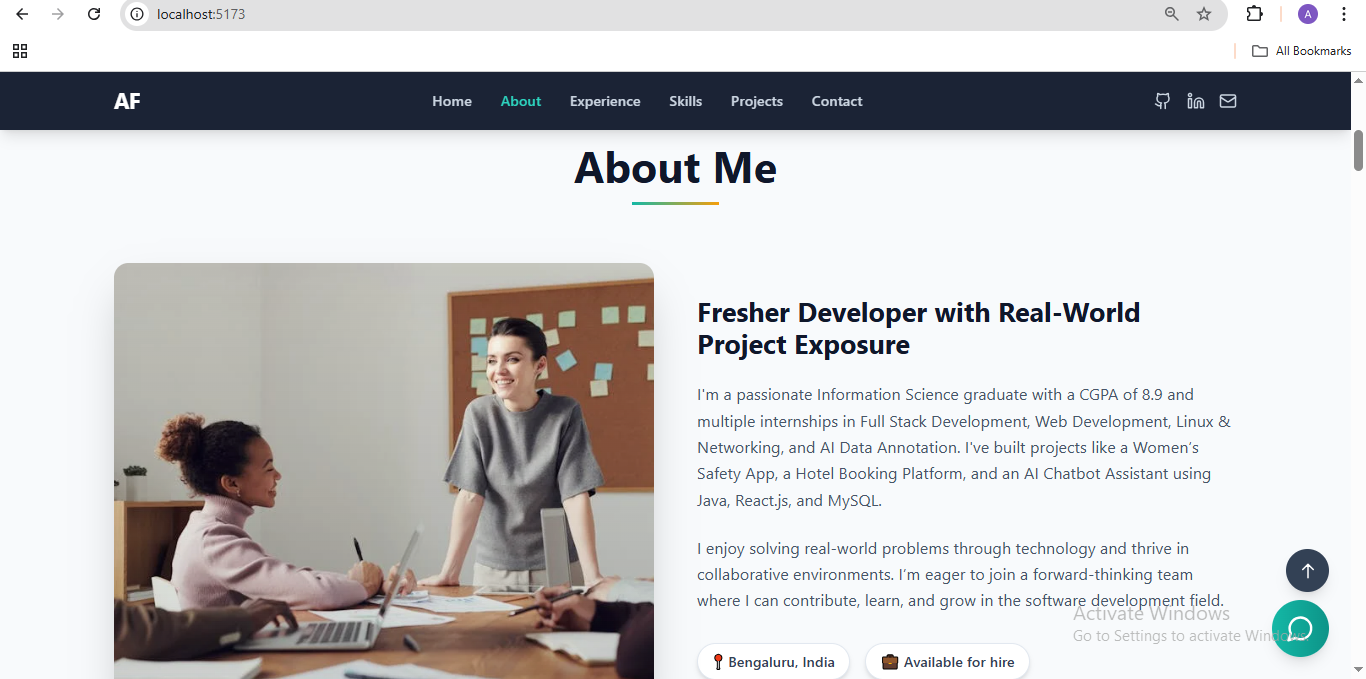 localhost:5173
A
All Bookmarks
AF
Home
About
Experience
Skills
Projects
Contact
About Me
Fresher Developer with Real-World
Project Exposure
I'm a passionate Information Science graduate with a CGPA of 8.9 and
multiple internships in Full Stack Development, Web Development, Linux &
Networking, and AI Data Annotation. I've built projects like a Women’s
Safety App, a Hotel Booking Platform, and an AI Chatbot Assistant using
Java, React.js, and MySQL.
I enjoy solving real-world problems through technology and thrive in
collaborative environments. I’m eager to join a forward-thinking team
where I can contribute, learn, and grow in the software development field.
Activate Windows
Go to Settings to activate Windows.
📍 Bengaluru, India
💼 Available for hire